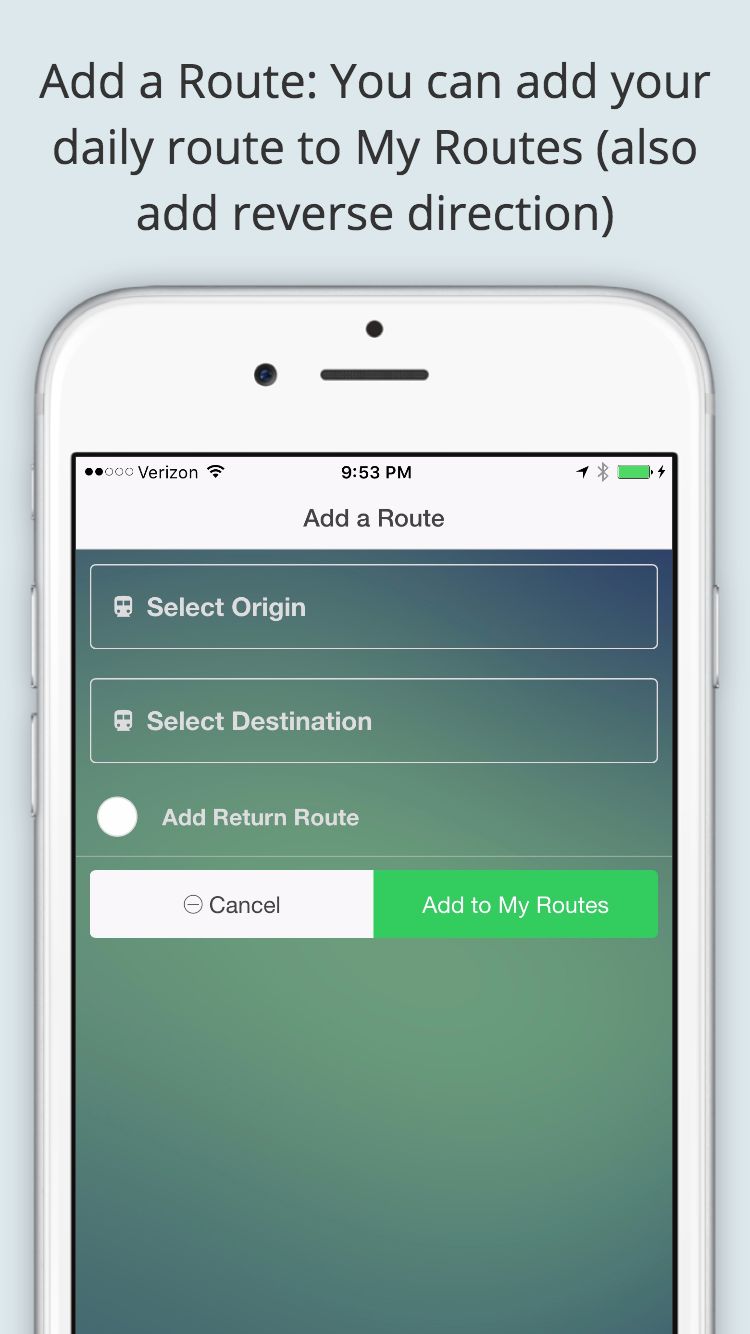 Add a Route: You can add your
daily route to My Routes (also
add reverse direction)
Verizon 9:53 PM
Add a Route
Select Origin
Select Destination
Add Return Route
Cancel Add to My Routes